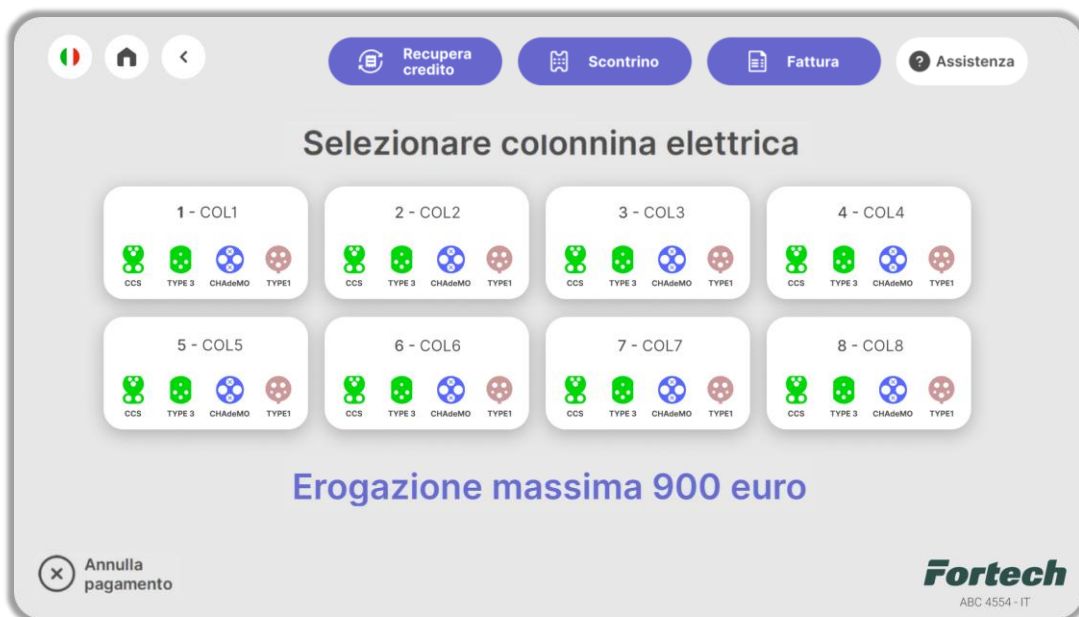 Recupera
credito
Scontrino
Fattura
? Assistenza
Selezionare colonnina elettrica
1 - COL1
2 - COL2
3 - COL3
4 - COL4
CCS TYPE 3 CHAdeMO TYPE1
CCS TYPE 3 CHAdeMO TYPE1
CCS TYPE 3 CHAdeMO TYPE1
CCS TYPE 3 CHAdeMO TYPE1
5 - COL5
6 - COL6
7 - COL7
8 - COL8
CCS TYPE 3 CHAdeMO TYPE1
CCS TYPE 3 CHAdeMO TYPE1
CCS TYPE 3 CHAdeMO TYPE1
CCS TYPE 3 CHAdeMO TYPE1
Erogazione massima 900 euro
Annulla
pagamento
Fortech
ABC 4554 - IT